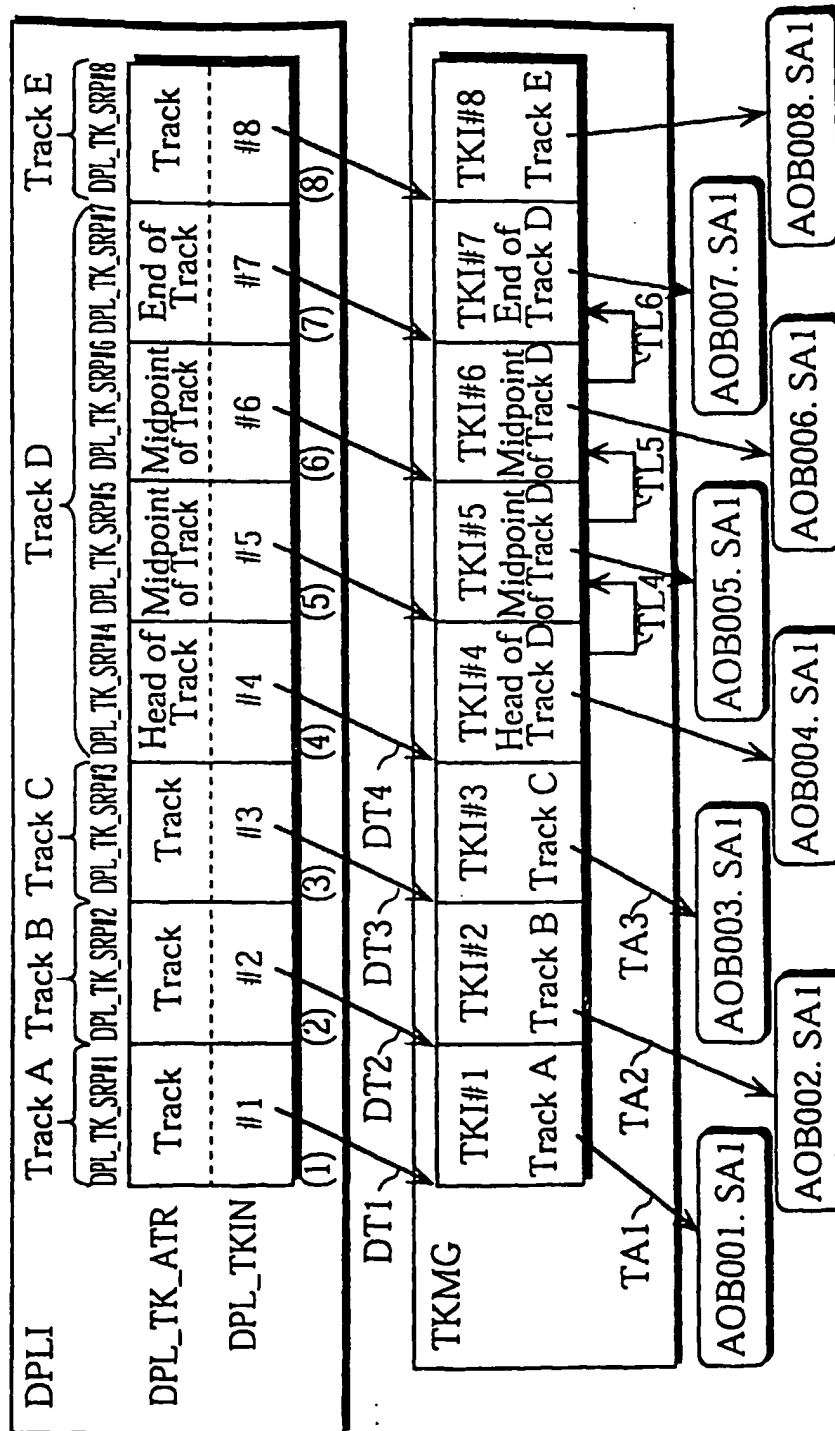 DPLI
Track A Track B Track C Track D Track E
DPL_TK_SRP#1 DPL_TK_SRP#2 DPL_TK_SRP#3 DPL_TK_SRP#4 DPL_TK_SRP#5 DPL_TK_SRP#6 DPL_TK_SRP#7 DPL_TK_SRP#8
DPL_TK_ATR
Track
Track
Track
Head of
Track
Midpoint
of Track
Midpoint
of Track
End of
Track
Track
DPL_TKIN
#1 #2 #3 #4 #5 #6 #7 #8
(1) (2) (3) (4) (5) (6) (7) (8)
DT1 DT2 DT3 DT4
TKMG
TKI#1
Track A
TKI#2
Track B
TKI#3
Track C
TKI#4
Head of
Track D
TKI#5
Midpoint
of Track D
TKI#6
Midpoint
of Track D
TKI#7
End of
Track D
TKI#8
Track E
TA1 TA2 TA3 TL4 TL5 TL6
AOB001. SA1 AOB003. SA1 AOB005. SA1 AOB007. SA1
AOB002. SA1 AOB004. SA1 AOB006. SA1 AOB008. SA1